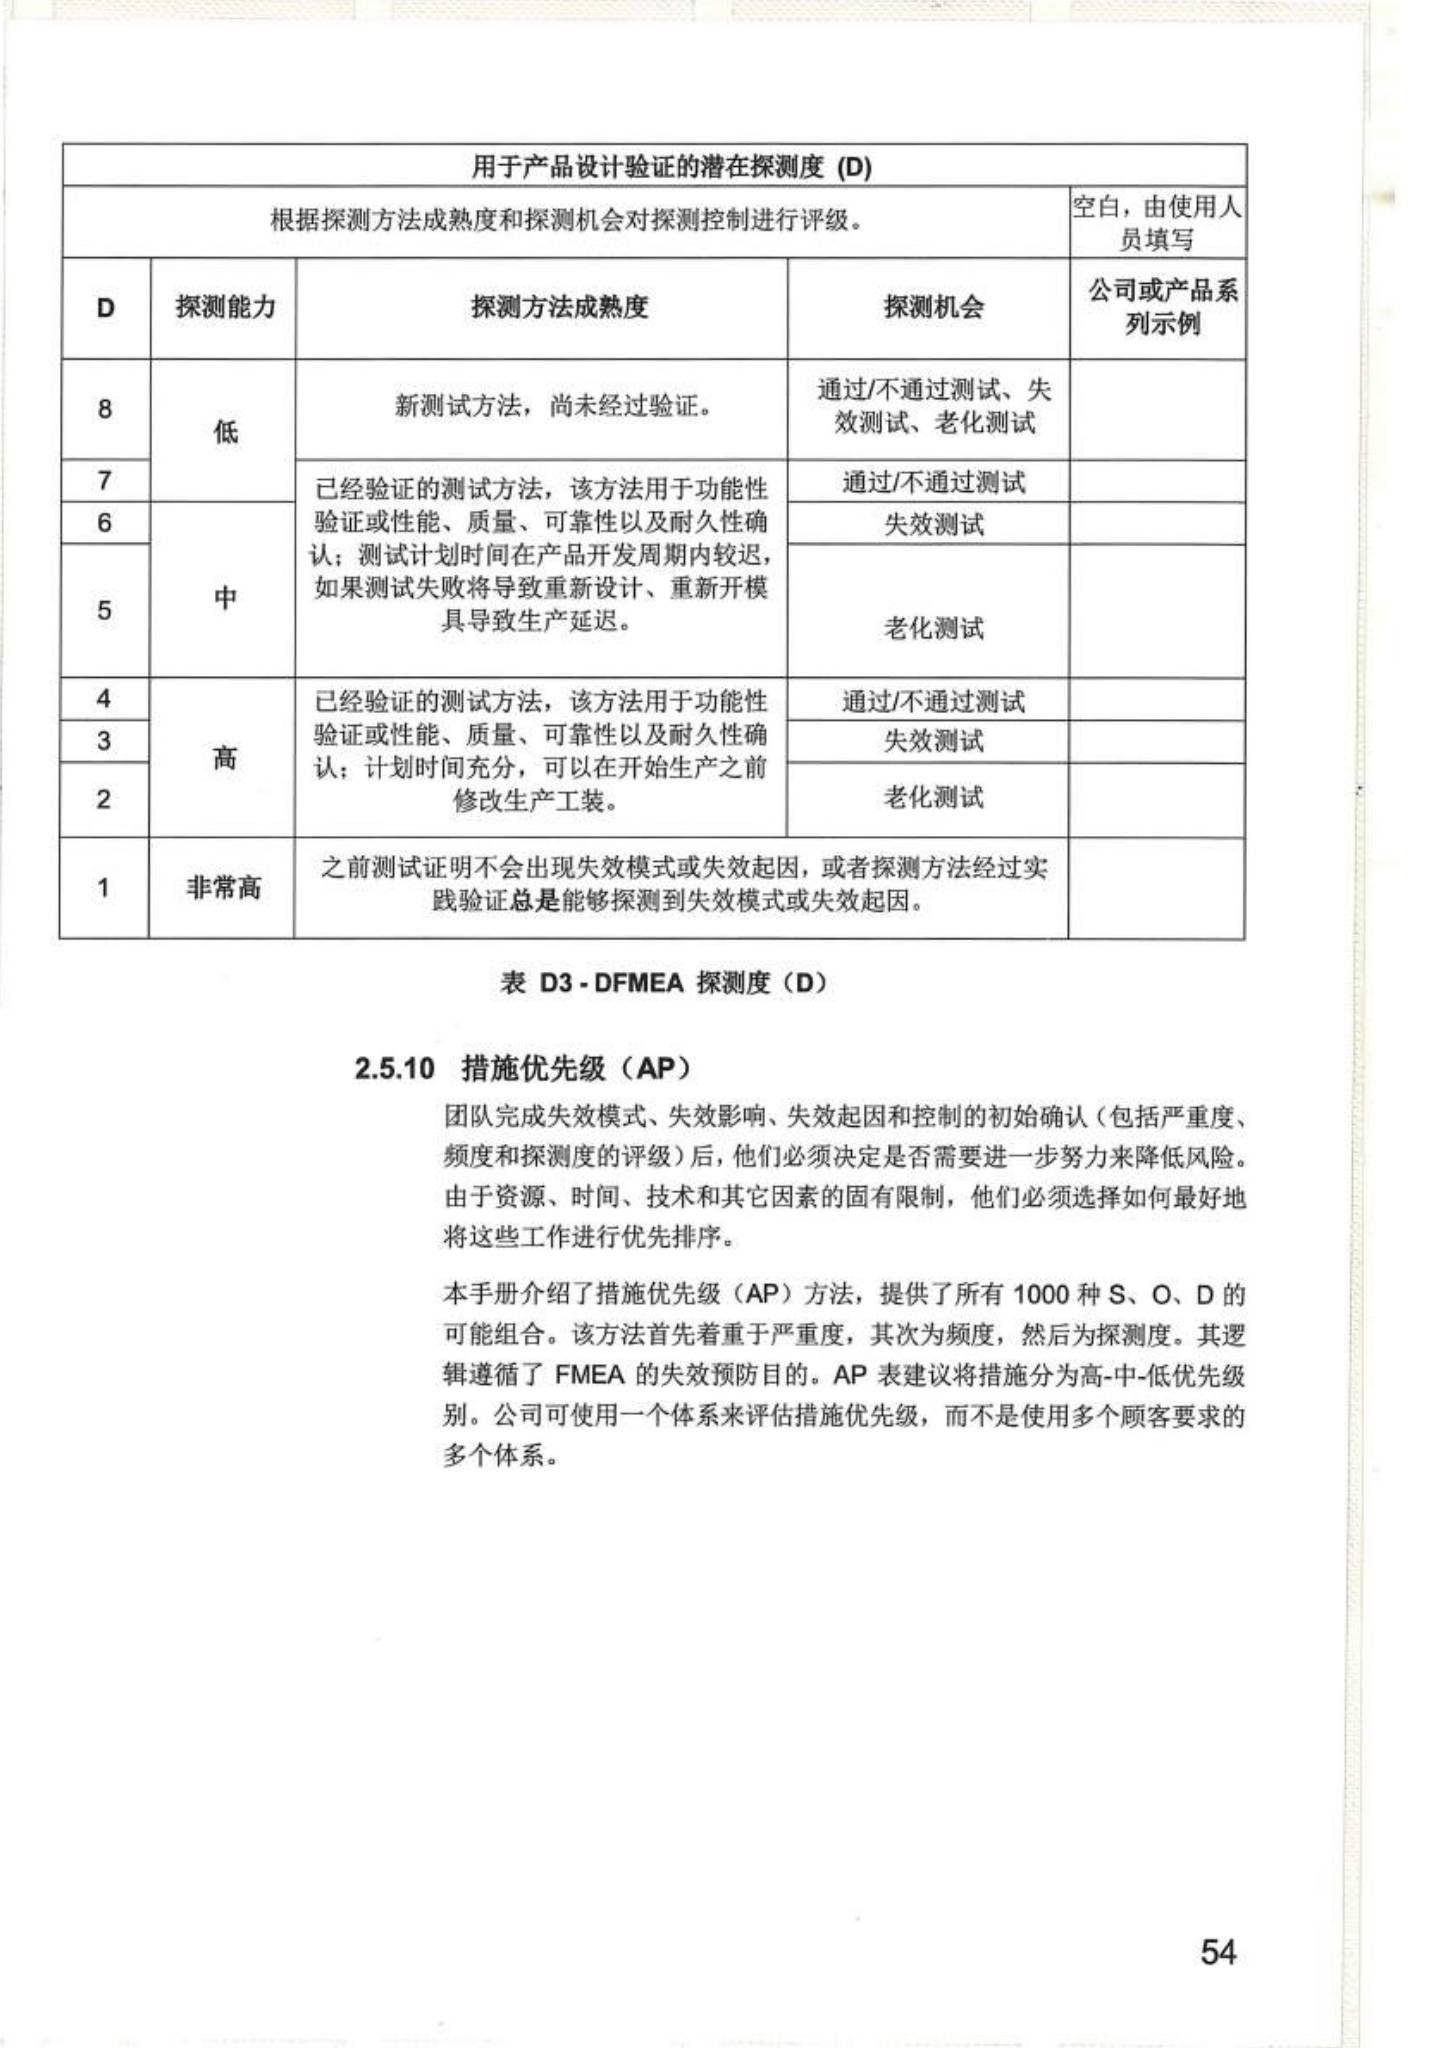 用于产品设计验证的潜在探测度 (D)
根据探测方法成熟度和探测机会对探测控制进行评级。
空白，由使用人
员填写
D
探测能力
探测方法成熟度
探测机会
公司或产品系
列示例
8
低
新测试方法，尚未经过验证。
通过/不通过测试、失
效测试、老化测试
7
已经验证的测试方法，该方法用于功能性
验证或性能、质量、可靠性以及耐久性确
认；测试计划时间在产品开发周期内较迟，
如果测试失败将导致重新设计、重新开模
具导致生产延迟。
通过/不通过测试
6
中
失效测试
5
老化测试
4
高
已经验证的测试方法，该方法用于功能性
验证或性能、质量、可靠性以及耐久性确
认；计划时间充分，可以在开始生产之前
修改生产工装。
通过/不通过测试
3
失效测试
2
老化测试
1
非常高
之前测试证明不会出现失效模式或失效起因，或者探测方法经过实
践验证总是能够探测到失效模式或失效起因。
表 D3 - DFMEA 探测度（D）
2.5.10 措施优先级（AP）
团队完成失效模式、失效影响、失效起因和控制的初始确认（包括严重度、
频度和探测度的评级）后，他们必须决定是否需要进一步努力来降低风险。
由于资源、时间、技术和其它因素的固有限制，他们必须选择如何最好地
将这些工作进行优先排序。
本手册介绍了措施优先级（AP）方法，提供了所有 1000 种 S、O、D 的
可能组合。该方法首先着重于严重度，其次为频度，然后为探测度。其逻
辑遵循了 FMEA 的失效预防目的。AP 表建议将措施分为高-中-低优先级
别。公司可使用一个体系来评估措施优先级，而不是使用多个顾客要求的
多个体系。
54